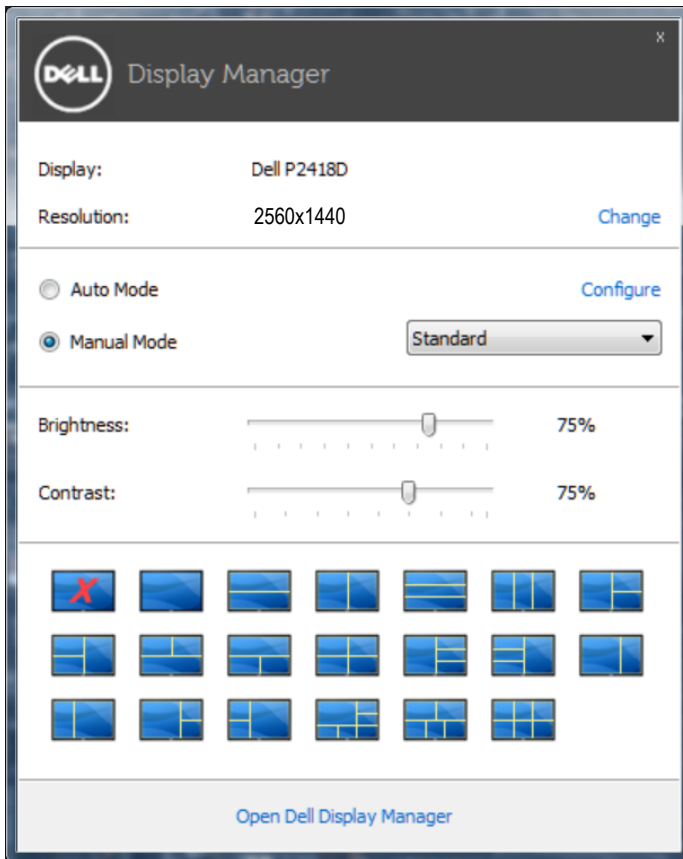 x
DELL Display Manager
Display: Dell P2418D
Resolution: 2560x1440 Change
Auto Mode Configure
Manual Mode Standard
Brightness: 75%
Contrast: 75%
X
Open Dell Display Manager